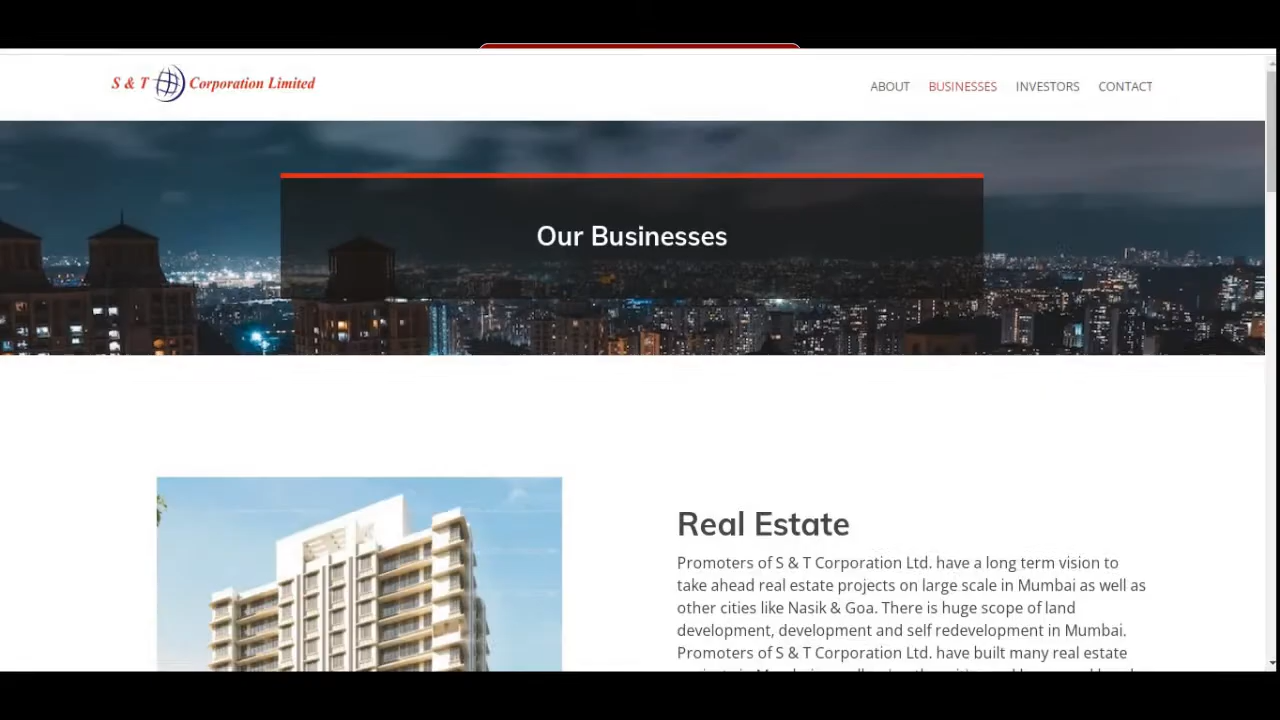 S & T Corporation Limited
ABOUT BUSINESSES INVESTORS CONTACT
Our Businesses
Real Estate
Promoters of S & T Corporation Ltd. have a long term vision to
take ahead real estate projects on large scale in Mumbai as well as
other cities like Nasik & Goa. There is huge scope of land
development, development and self redevelopment in Mumbai.
Promoters of S & T Corporation Ltd. have built many real estate